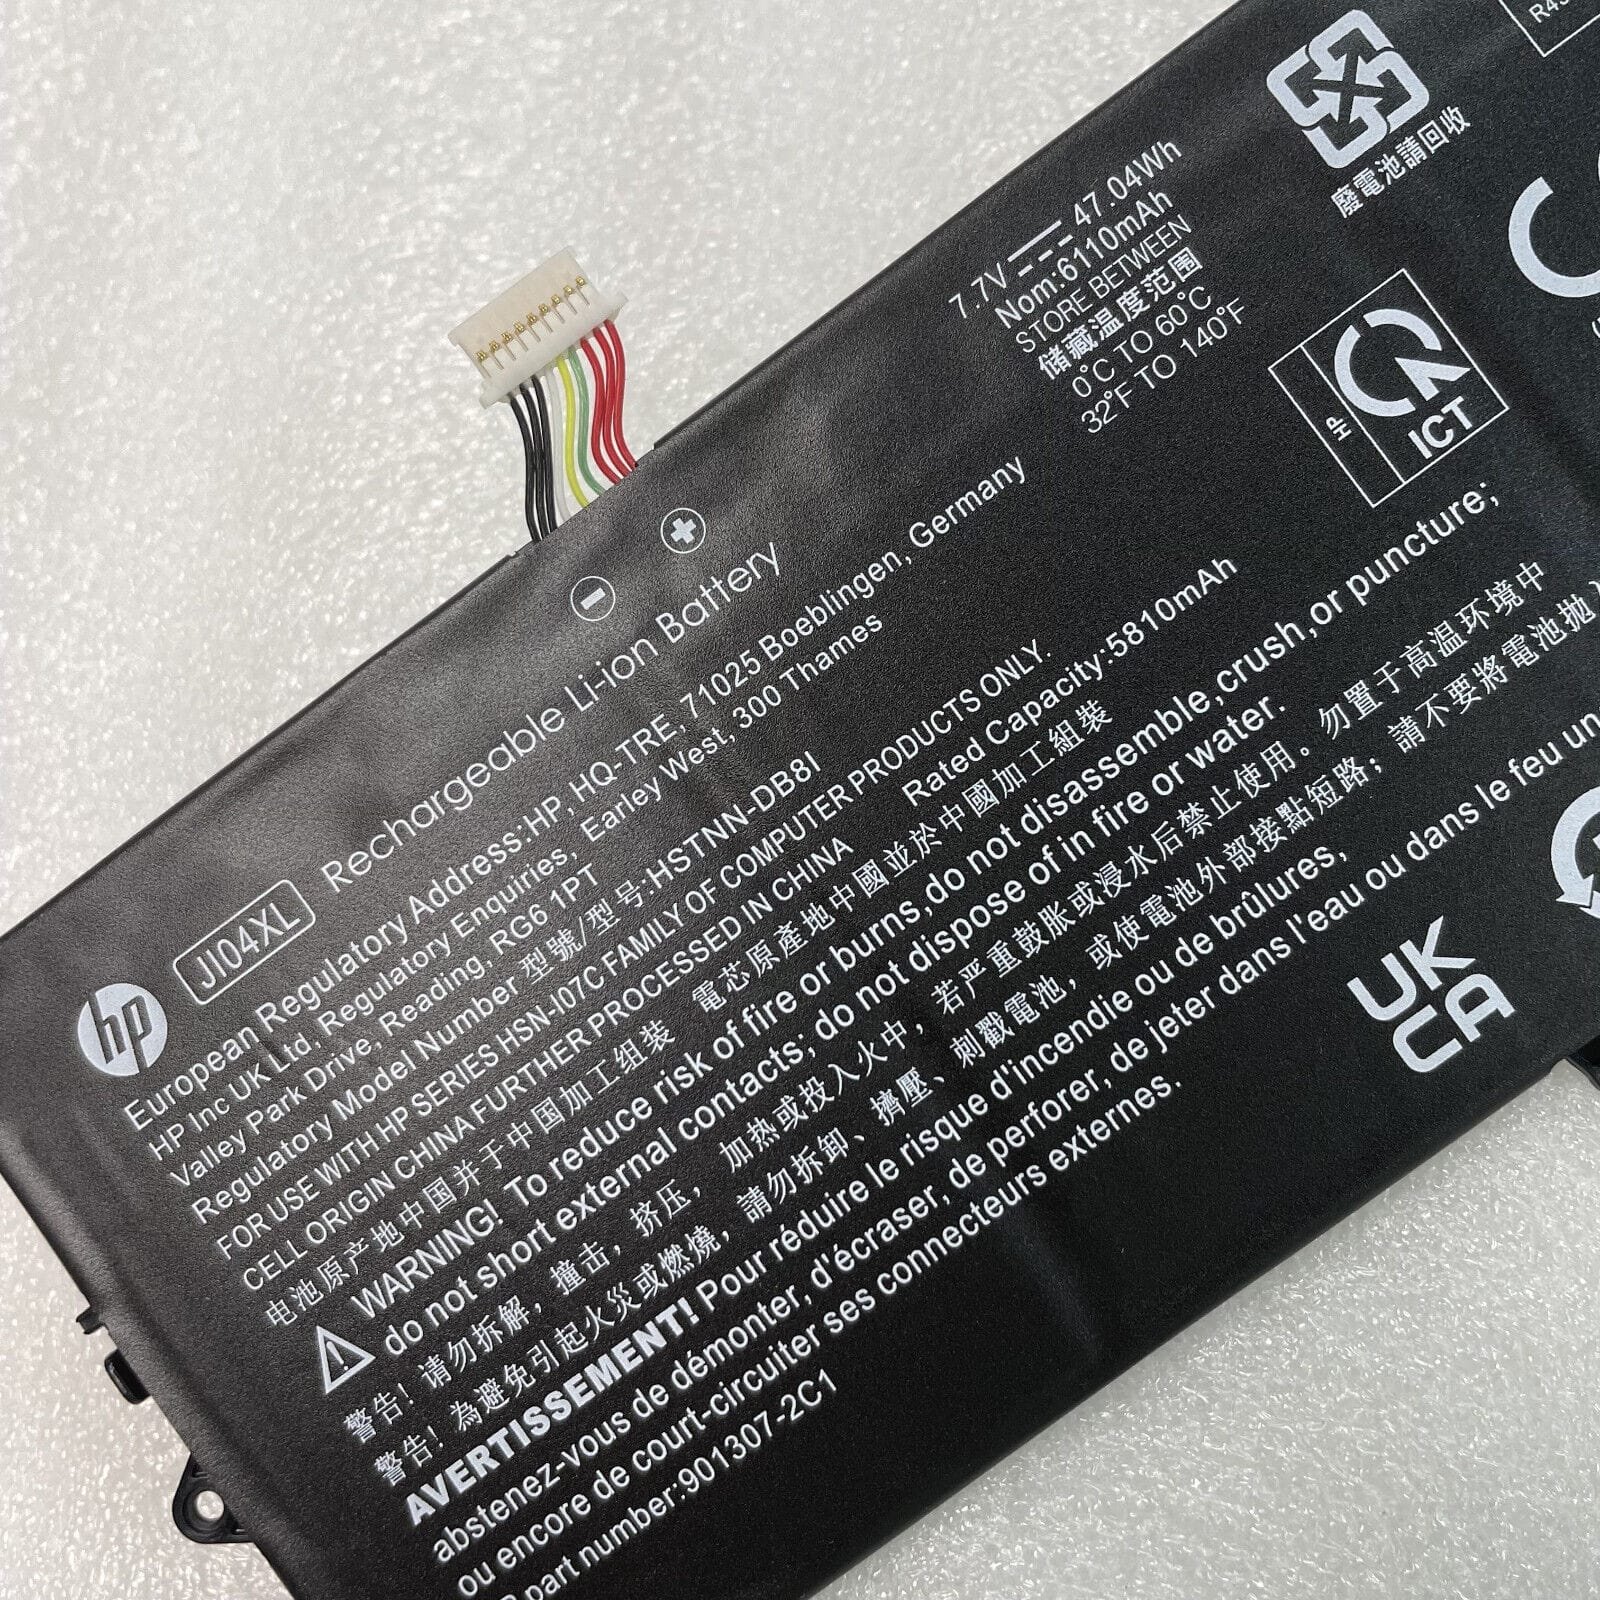 R43
廢電池請回收
7.7V 47.04Wh
Nom:6110mAh
STORE BETWEEN
储藏温度范围
0°C TO 60°C
32°F TO 140°F
HP
ICT
+
-
hp
JI04XL
Rechargeable Li-ion Battery
European Regulatory Address:HP, HQ-TRE, 71025 Boeblingen, Germany
HP Inc UK Ltd, Regulatory Enquiries, Earley West, 300 Thames
Valley Park Drive, Reading, RG6 1PT
Regulatory Model Number 型號/型号:HSTNN-DB8I
FOR USE WITH HP SERIES HSN-I07C FAMILY OF COMPUTER PRODUCTS ONLY.
CELL ORIGIN CHINA FURTHER PROCESSED IN CHINA Rated Capacity:5810mAh
电池原产地中国并于中国加工组装 電芯原產地中國並於中國加工組裝
WARNING! To reduce risk of fire or burns,do not disassemble,crush,or puncture;
do not short external contacts; do not dispose of in fire or water.
警告! 请勿拆解, 撞击, 挤压, 加热或投入火中, 若严重鼓胀或浸水后禁止使用。勿置于高温环境中
警告! 為避免引起火災或燃燒, 請勿拆卸、擠壓、刺戳電池, 或使電池外部接點短路; 請不要將電池拋入
AVERTISSEMENT! Pour réduire le risque d'incendie ou de brûlures,
abstenez-vous de démonter, d'écraser, de perforer, de jeter dans l'eau ou dans le feu un
ou encore de court-circuiter ses connecteurs externes.
part number:901307-2C1
UK
CA